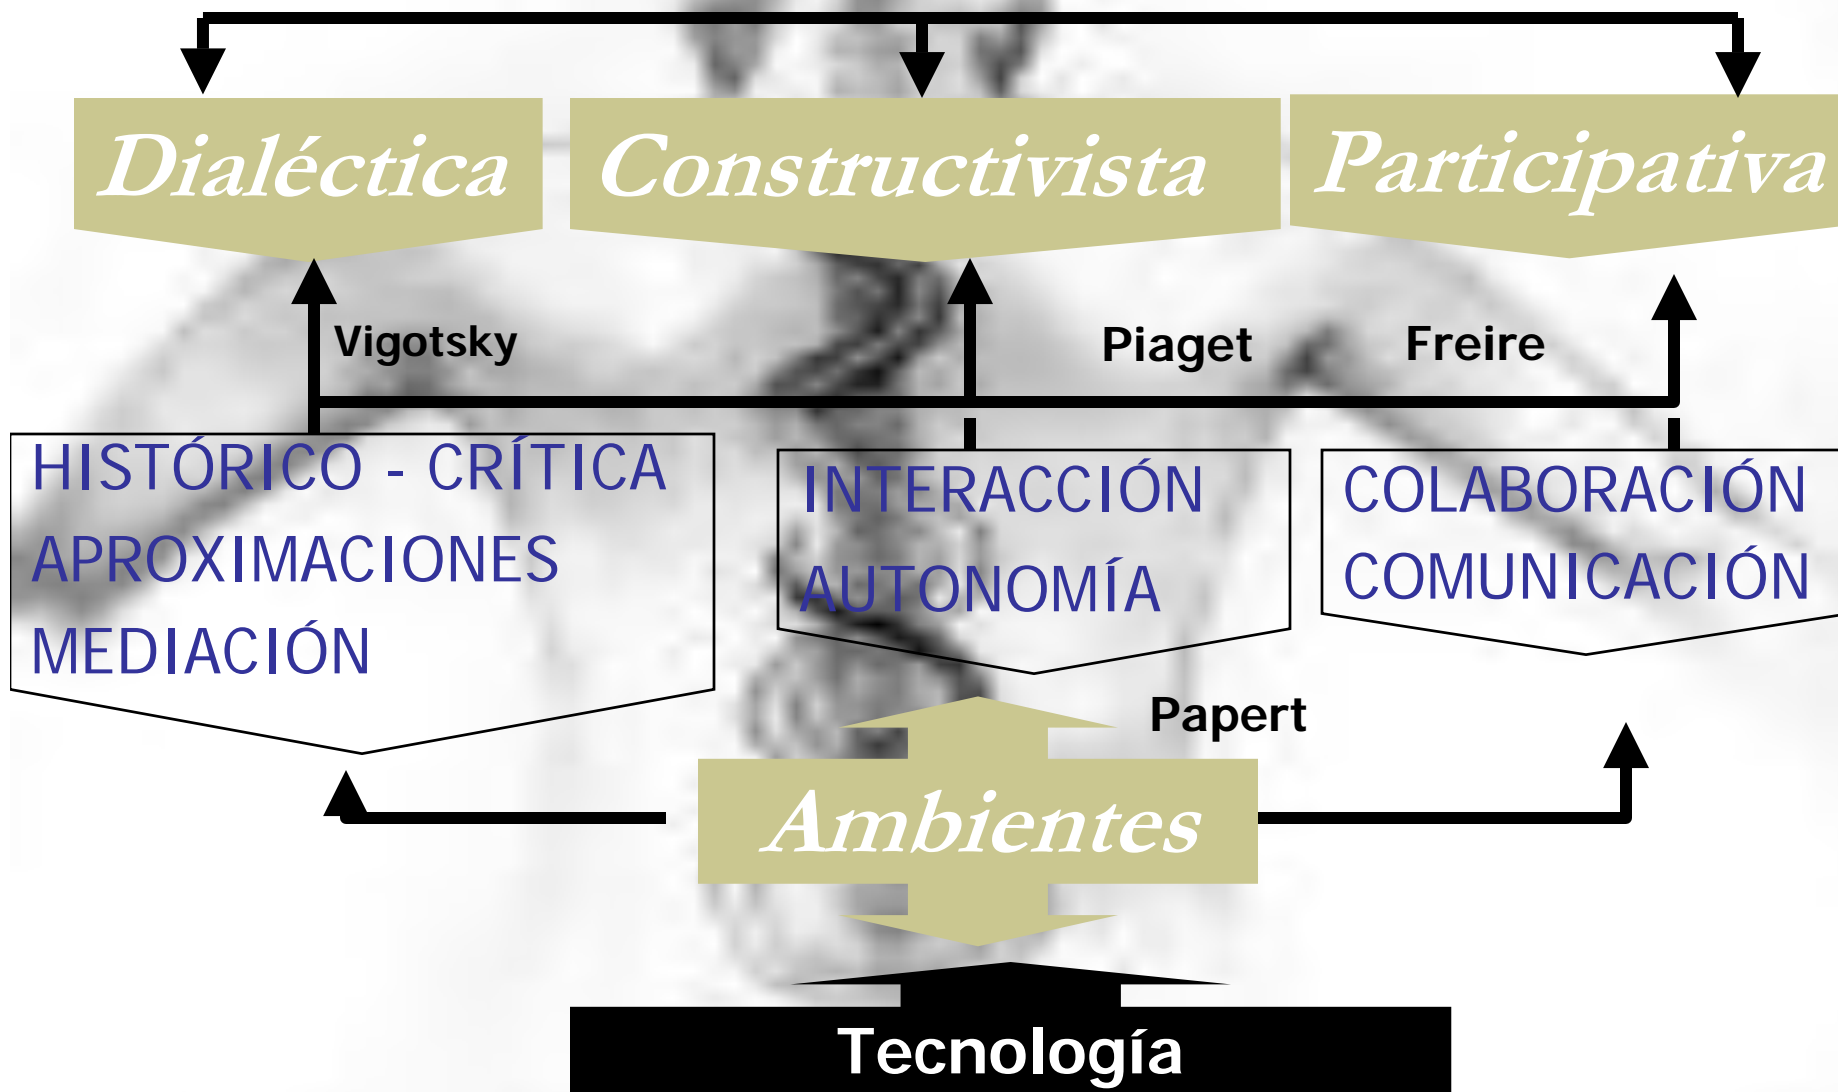 Dialéctica
Constructivista
Participativa
Vigotsky
Piaget
Freire
HISTÓRICO - CRÍTICA
APROXIMACIONES
MEDIACIÓN
INTERACCIÓN
AUTONOMÍA
COLABORACIÓN
COMUNICACIÓN
Papert
Ambientes
Tecnología